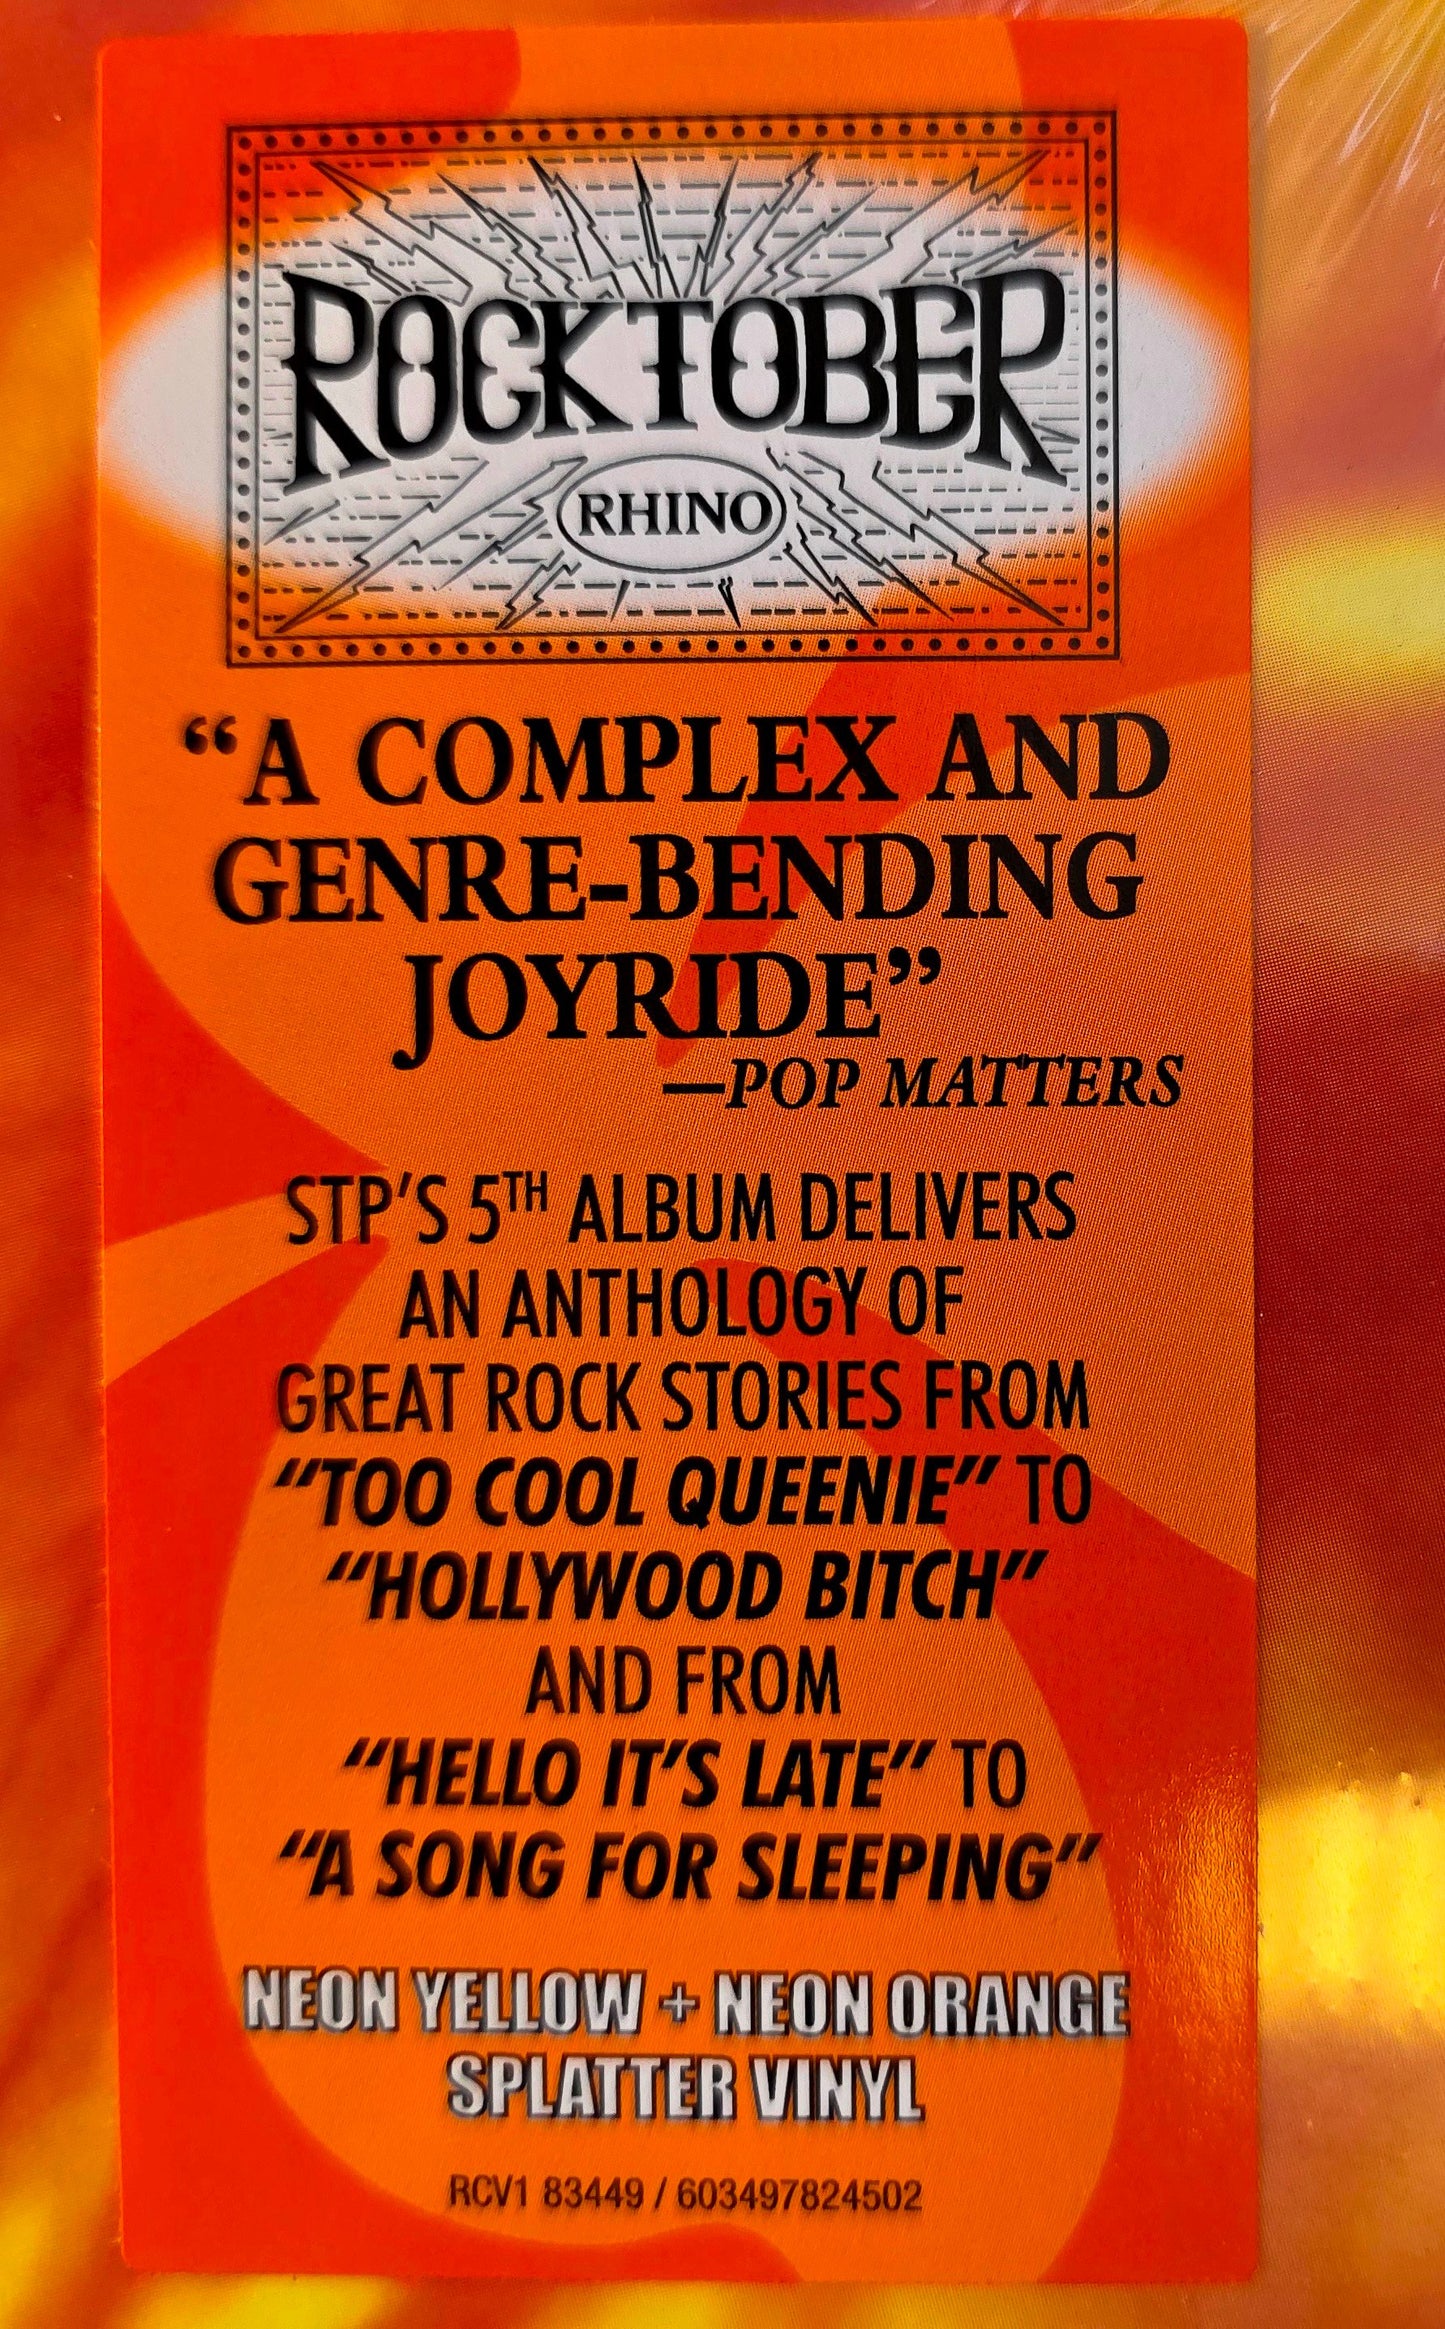 ROCKTOBER
RHINO
“A COMPLEX AND
GENRE-BENDING
JOYRIDE”
—POP MATTERS
STP’S 5TH ALBUM DELIVERS
AN ANTHOLOGY OF
GREAT ROCK STORIES FROM
“TOO COOL QUEENIE” TO
“HOLLYWOOD BITCH”
AND FROM
“HELLO IT’S LATE” TO
“A SONG FOR SLEEPING”
NEON YELLOW + NEON ORANGE
SPLATTER VINYL
RCV1 83449 / 603497824502